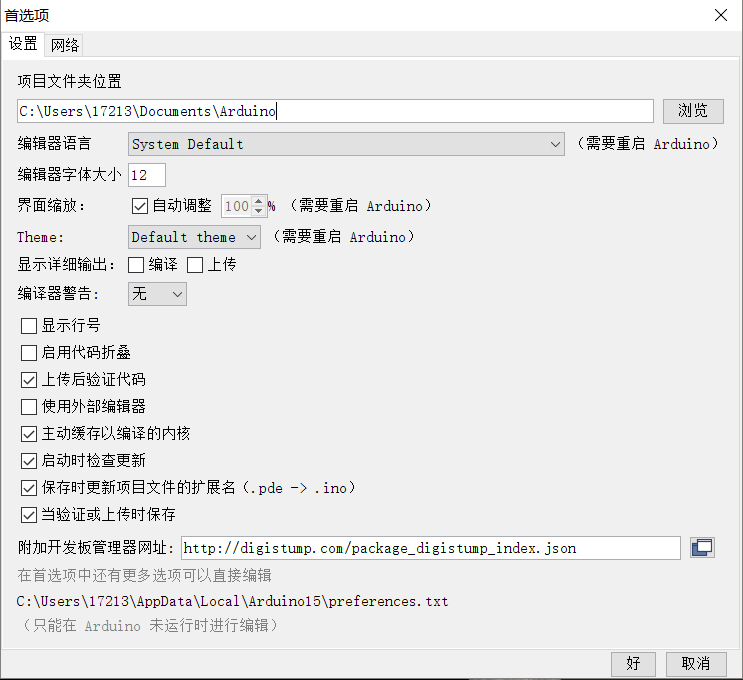 首选项
设置 网络
项目文件夹位置
C:\Users\17213\Documents\Arduino 浏览
编辑器语言 System Default （需要重启 Arduino）
编辑器字体大小 12
界面缩放： 自动调整 100 % （需要重启 Arduino）
Theme: Default theme （需要重启 Arduino）
显示详细输出： 编译 上传
编译器警告: 无
显示行号
启用代码折叠
上传后验证代码
使用外部编辑器
主动缓存以编译的内核
启动时检查更新
保存时更新项目文件的扩展名（.pde -> .ino）
当验证或上传时保存
附加开发板管理器网址: http://digistump.com/package_digistump_index.json
在首选项中还有更多选项可以直接编辑
C:\Users\17213\AppData\Local\Arduino15\preferences.txt
（只能在 Arduino 未运行时进行编辑）
好 取消